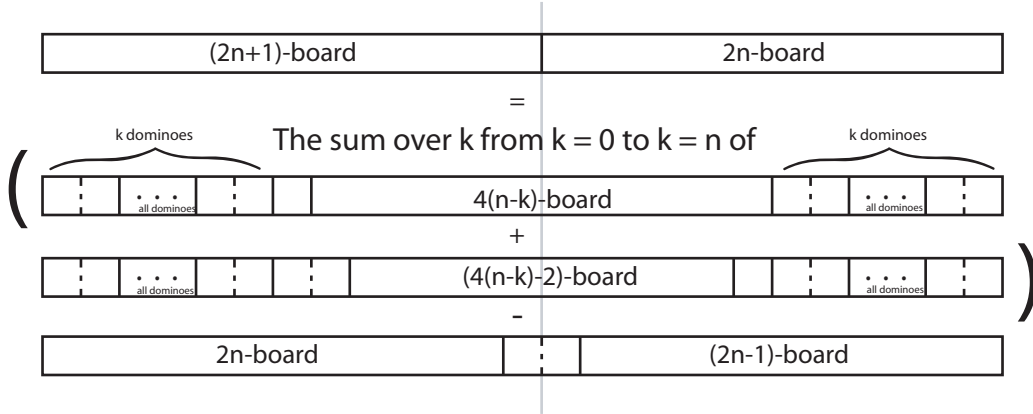 (2n+1)-board 2n-board
=
k dominoes The sum over k from k = 0 to k = n of k dominoes
( . . . all dominoes 4(n-k)-board . . . all dominoes
+
. . . all dominoes (4(n-k)-2)-board . . . all dominoes )
-
2n-board (2n-1)-board